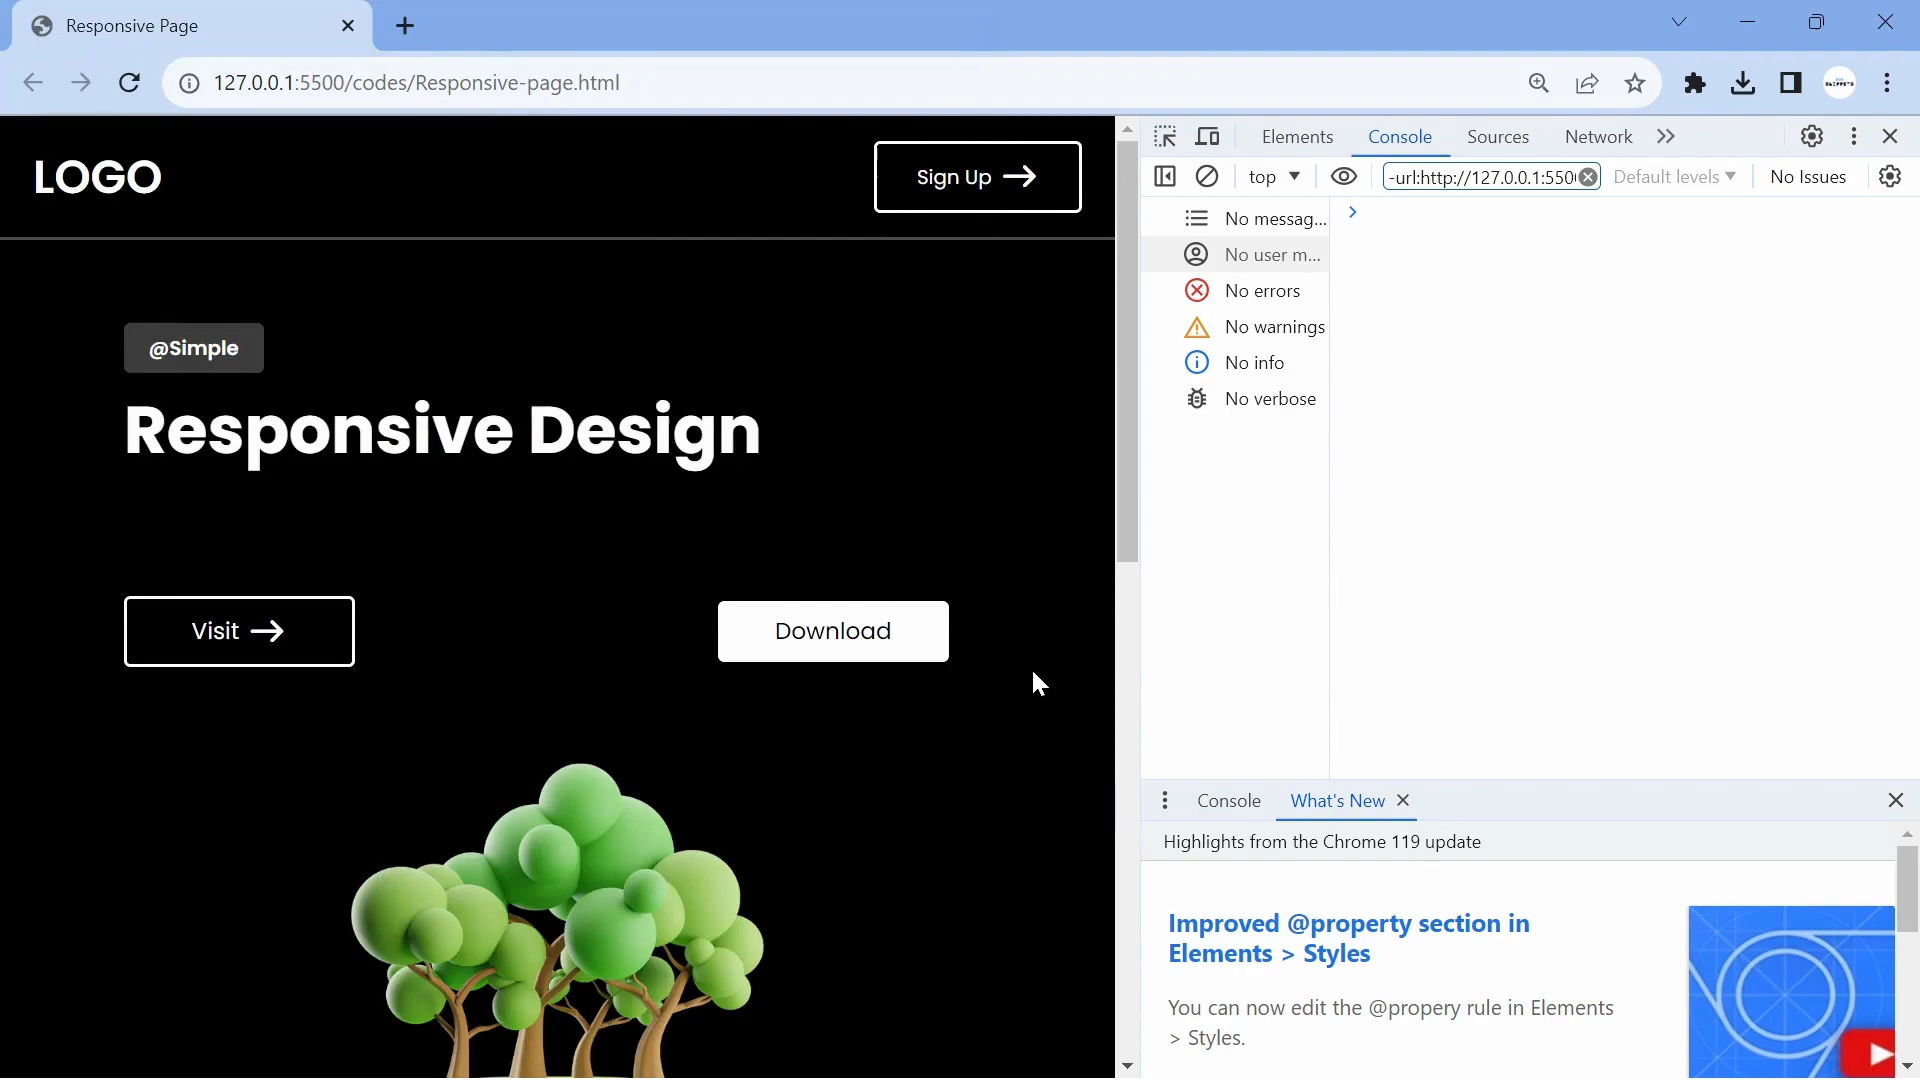 Responsive Page
127.0.0.1:5500/codes/Responsive-page.html
LOGO
Sign Up
@Simple
Responsive Design
Visit
Download
Elements
Console
Sources
Network
top
-url:http://127.0.0.1:550
Default levels
No Issues
No messag...
No user m...
No errors
No warnings
No info
No verbose
Console
What's New
Highlights from the Chrome 119 update
Improved @property section in
Elements > Styles
You can now edit the @propery rule in Elements
> Styles.